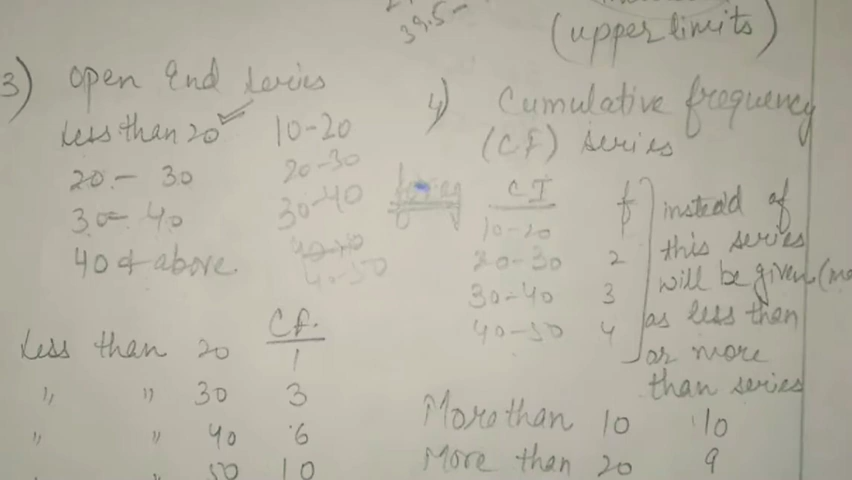 39.5-
(upper limits)
3) Open End series
Less than 20 10-20
20 - 30 20-30
30 - 40 30-40
40 & above 40-50
4) Cumulative frequency
(CF) series
CI f
10-20
20-30 2
30-40 3
40-50 4
instead of
this series
will be given
as less than
or more
than series
C.f.
Less than 20 1
" " 30 3
" " 40 6
" 50 10
More than 10 10
More than 20 9